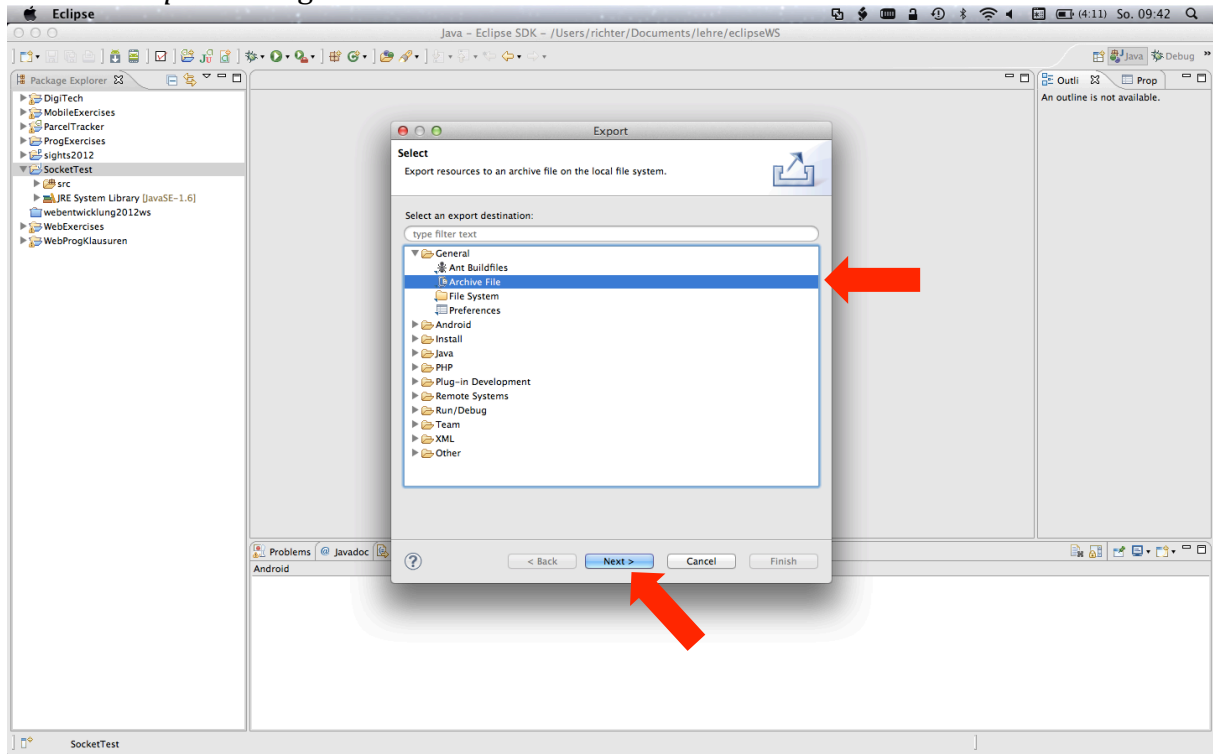 Eclipse
(4:11) So. 09:42
Java – Eclipse SDK – /Users/richter/Documents/lehre/eclipseWS
Java
Debug
»
Package Explorer
Outli
Prop
DigiTech
MobileExercises
ParcelTracker
ProgExercises
sights2012
SocketTest
src
JRE System Library [JavaSE-1.6]
webentwicklung2012ws
WebExercises
WebProgKlausuren
An outline is not available.
Export
Select
Export resources to an archive file on the local file system.
Select an export destination:
type filter text
General
Ant Buildfiles
Archive File
File System
Preferences
Android
Install
Java
PHP
Plug-in Development
Remote Systems
Run/Debug
Team
XML
Other
?
< Back
Next >
Cancel
Finish
Problems
@ Javadoc
Android
SocketTest